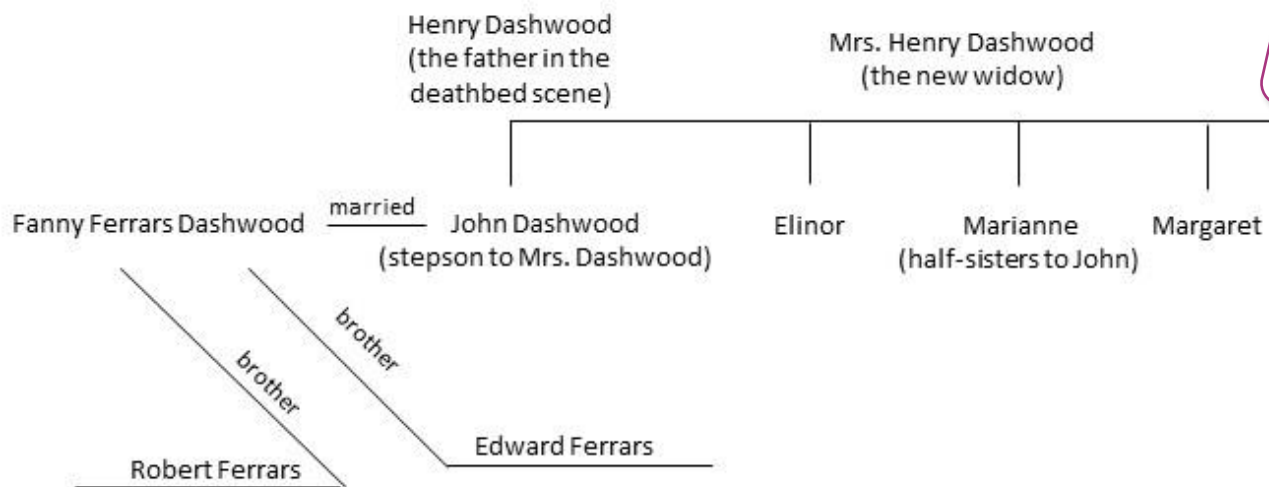 Henry Dashwood
(the father in the
deathbed scene)
Mrs. Henry Dashwood
(the new widow)
Fanny Ferrars Dashwood
married
John Dashwood
(stepson to Mrs. Dashwood)
Elinor
Marianne
(half-sisters to John)
Margaret
brother
brother
Edward Ferrars
Robert Ferrars